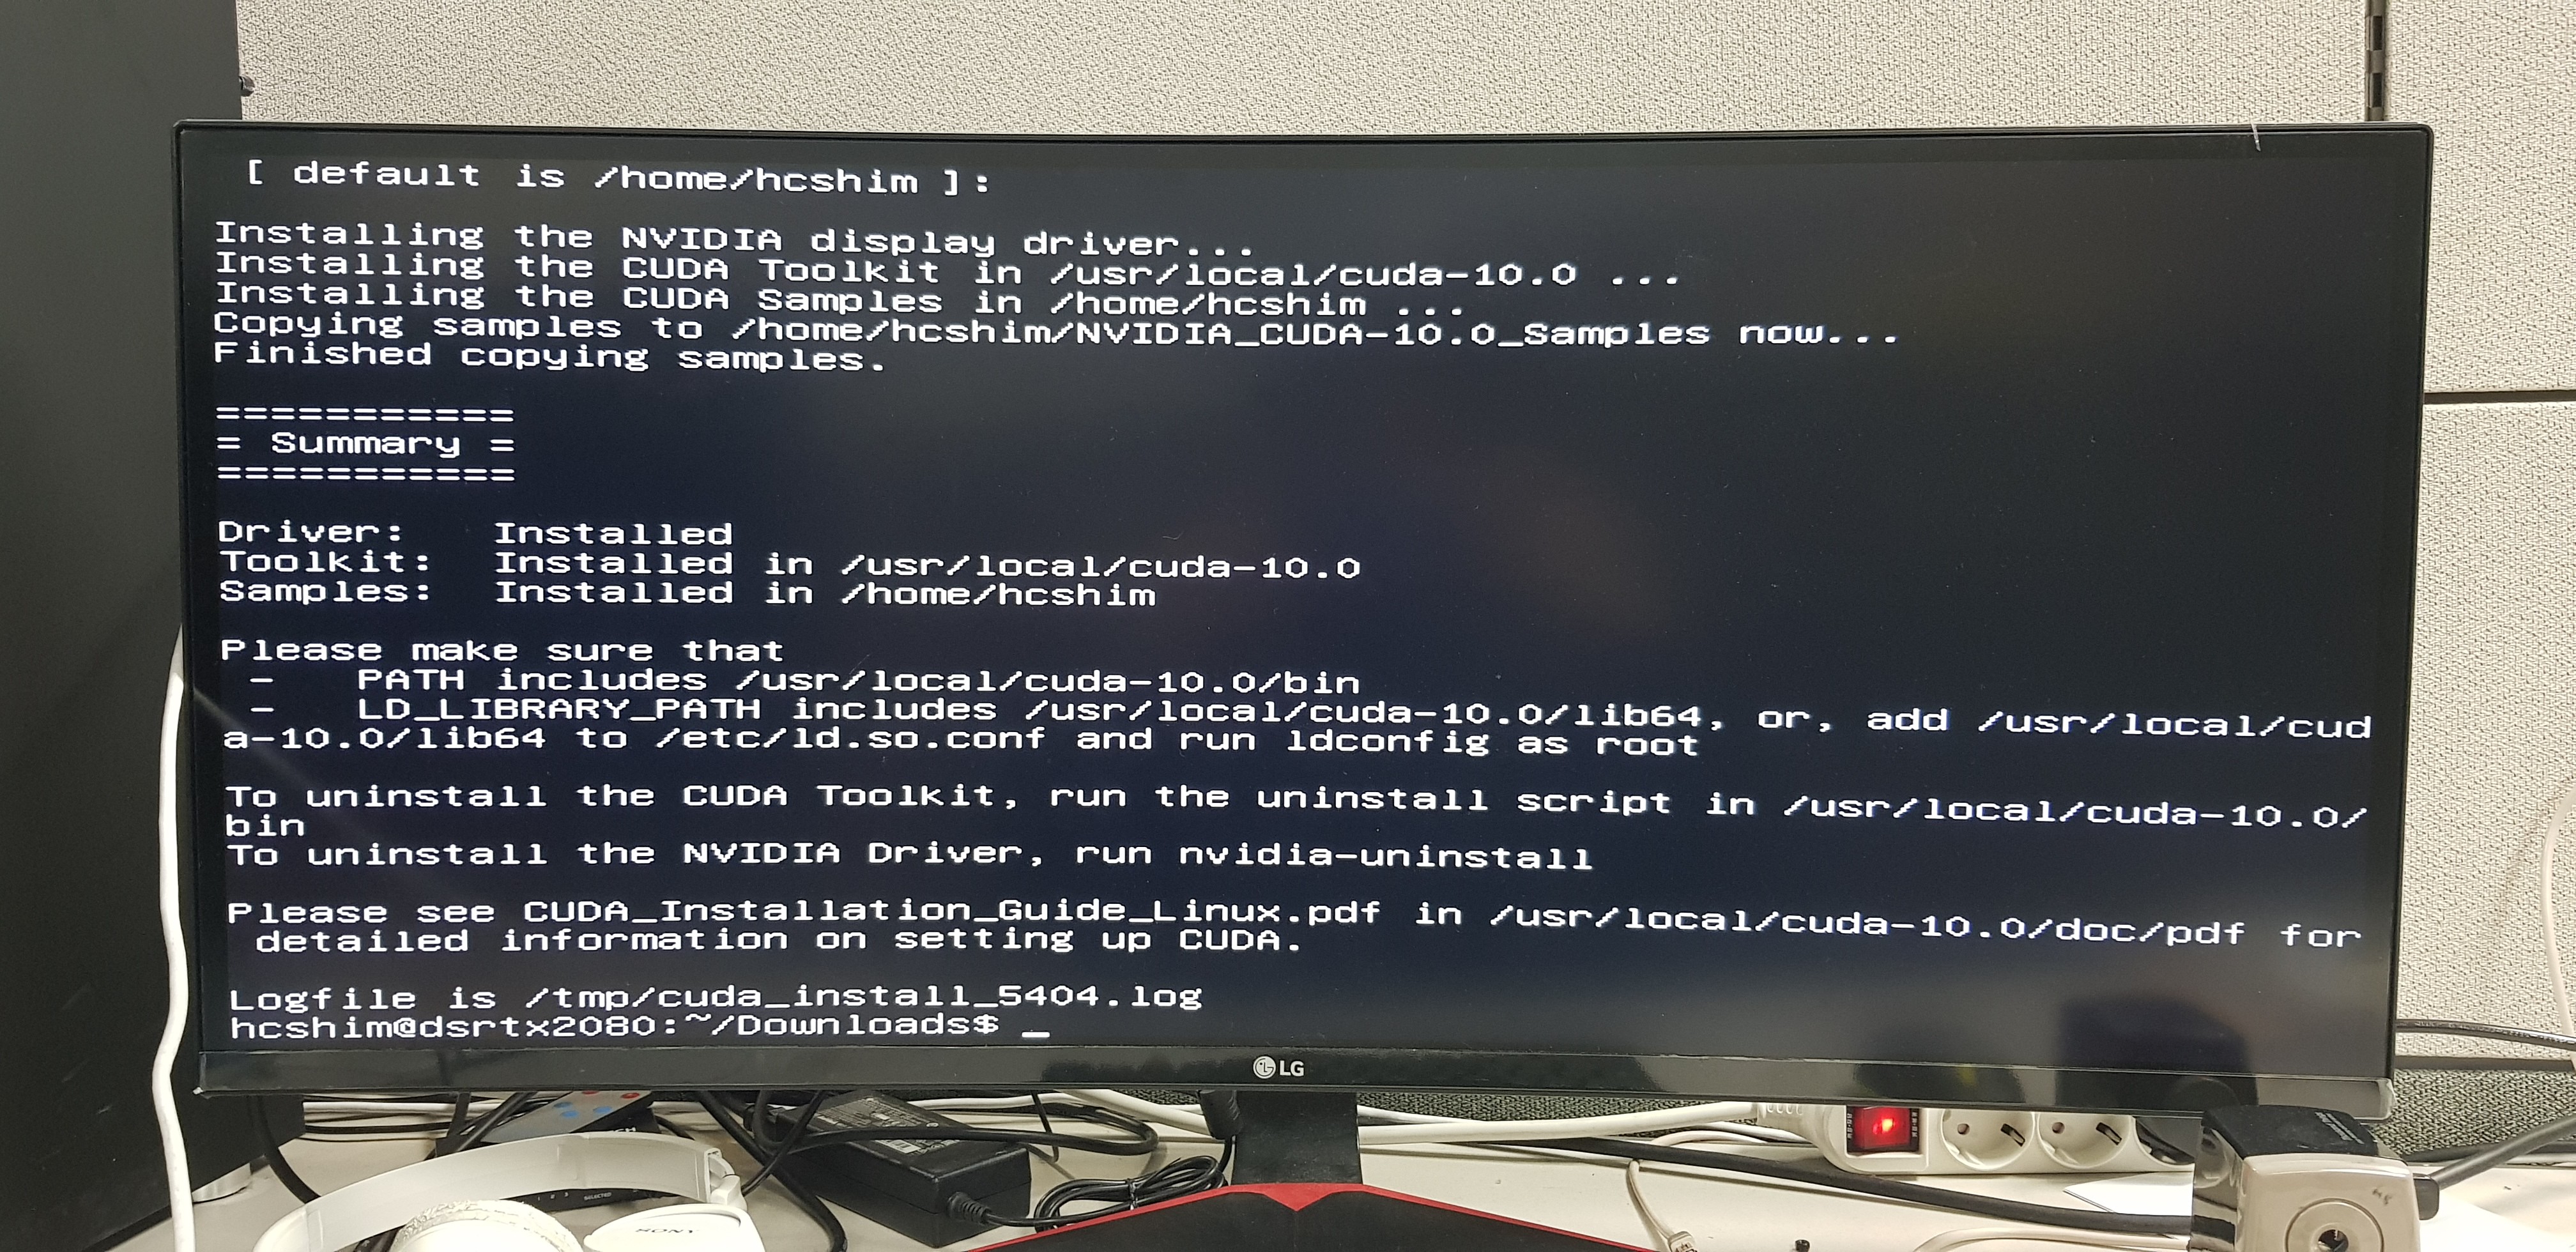 [ default is /home/hcshim ]:
Installing the NVIDIA display driver...
Installing the CUDA Toolkit in /usr/local/cuda-10.0 ...
Installing the CUDA Samples in /home/hcshim ...
Copying samples to /home/hcshim/NVIDIA_CUDA-10.0_Samples now...
Finished copying samples.
===========
= Summary =
===========
Driver:   Installed
Toolkit:  Installed in /usr/local/cuda-10.0
Samples:  Installed in /home/hcshim
Please make sure that
 -   PATH includes /usr/local/cuda-10.0/bin
 -   LD_LIBRARY_PATH includes /usr/local/cuda-10.0/lib64, or, add /usr/local/cud
a-10.0/lib64 to /etc/ld.so.conf and run ldconfig as root
To uninstall the CUDA Toolkit, run the uninstall script in /usr/local/cuda-10.0/
bin
To uninstall the NVIDIA Driver, run nvidia-uninstall
Please see CUDA_Installation_Guide_Linux.pdf in /usr/local/cuda-10.0/doc/pdf for
 detailed information on setting up CUDA.
Logfile is /tmp/cuda_install_5404.log
hcshim@dsrtx2080:~/Downloads$ _
LG
SONY